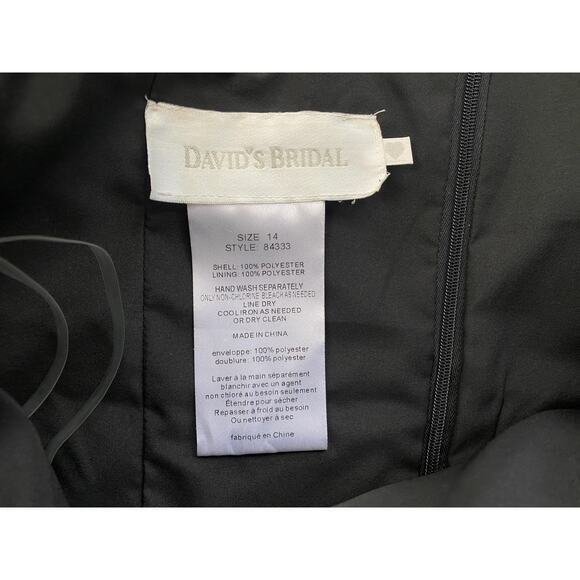 DAVID'S BRIDAL
SIZE 14
STYLE: 84333
SHELL: 100% POLYESTER
LINING: 100% POLYESTER
HAND WASH SEPARATELY
ONLY NON-CHLORINE BLEACH AS NEEDED
LINE DRY
COOL IRON AS NEEDED
OR DRY CLEAN
MADE IN CHINA
enveloppe: 100% polyester
doublure: 100% polyester
Laver à la main séparément
blanchir avec un agent
non chloré au besoin seulement
Étendre pour sécher
Repasser à froid au besoin
Ou nettoyer à sec
fabriqué en Chine